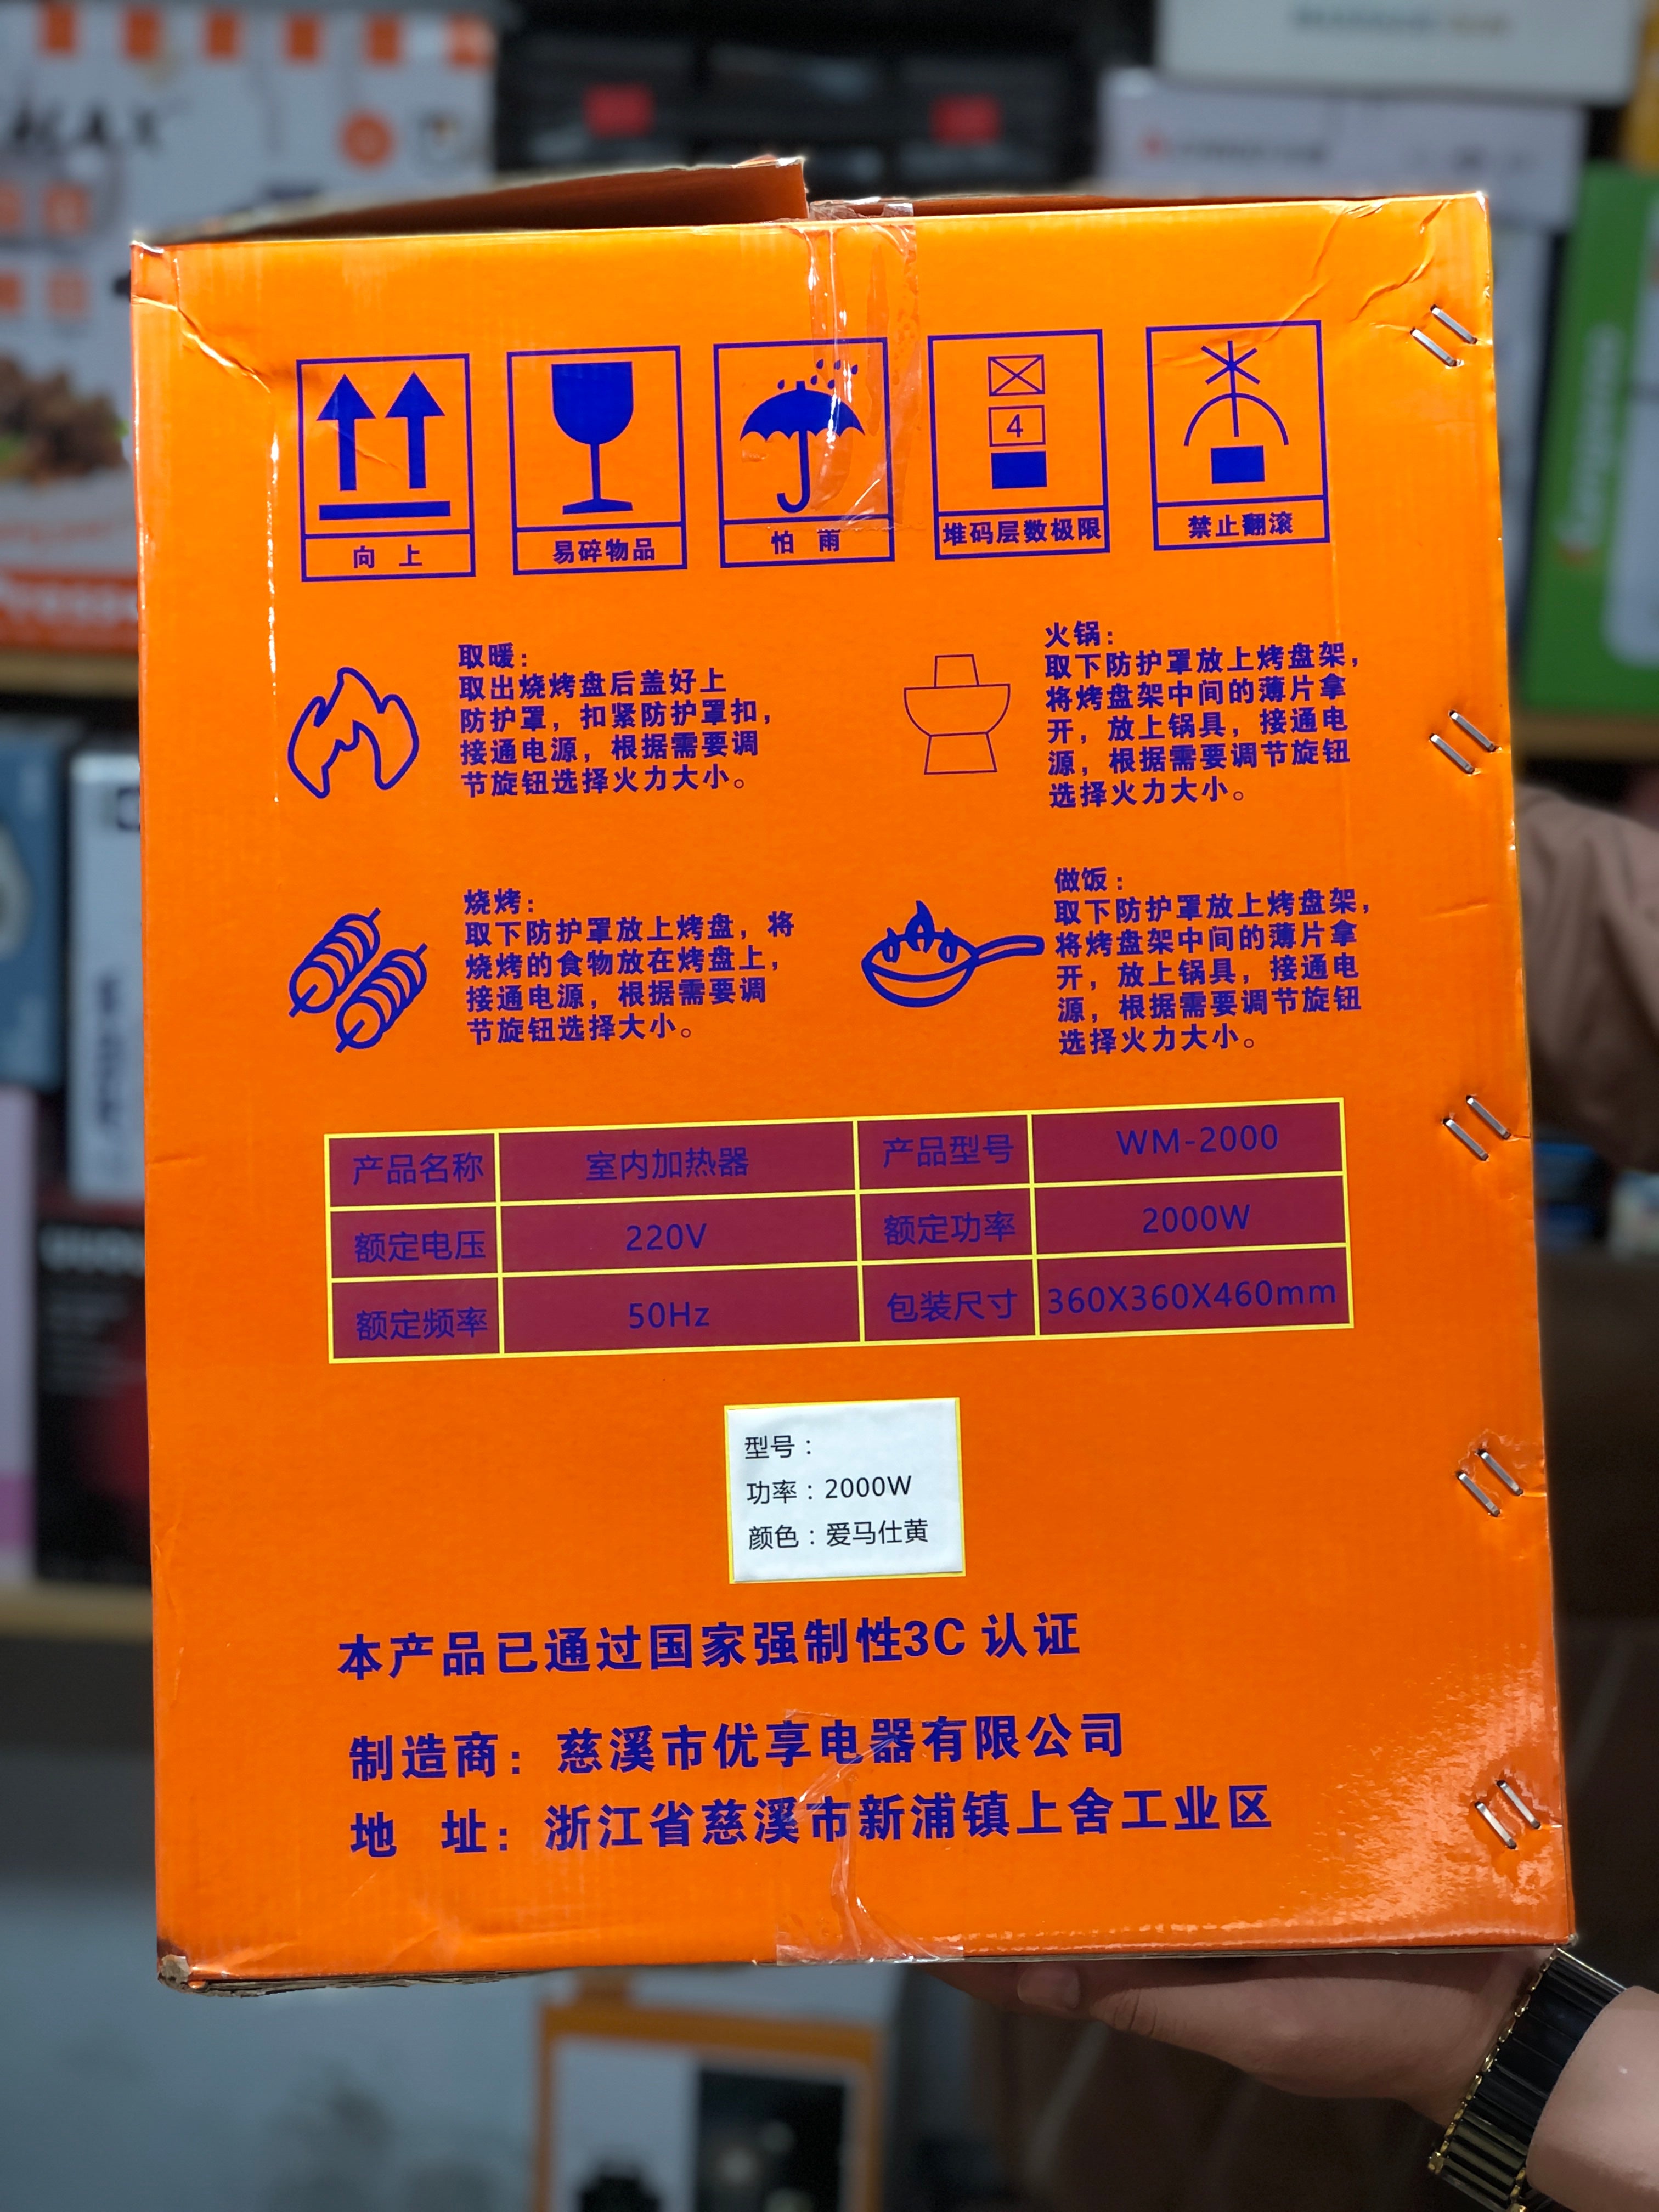 4
向 上
易碎物品
怕 雨
堆码层数极限
禁止翻滚
取暖：
取出烧烤盘后盖好上
防护罩，扣紧防护罩扣，
接通电源，根据需要调
节旋钮选择火力大小。
火锅：
取下防护罩放上烤盘架，
将烤盘架中间的薄片拿
开，放上锅具，接通电
源，根据需要调节旋钮
选择火力大小。
烧烤：
取下防护罩放上烤盘，将
烧烤的食物放在烤盘上，
接通电源，根据需要调
节旋钮选择大小。
做饭：
取下防护罩放上烤盘架，
将烤盘架中间的薄片拿
开，放上锅具，接通电
源，根据需要调节旋钮
选择火力大小。
产品名称 室内加热器 产品型号 WM-2000
额定电压 220V 额定功率 2000W
额定频率 50Hz 包装尺寸 360X360X460mm
型号：
功率：2000W
颜色：爱马仕黄
本产品已通过国家强制性3C 认证
制造商：慈溪市优享电器有限公司
地 址：浙江省慈溪市新浦镇上舍工业区